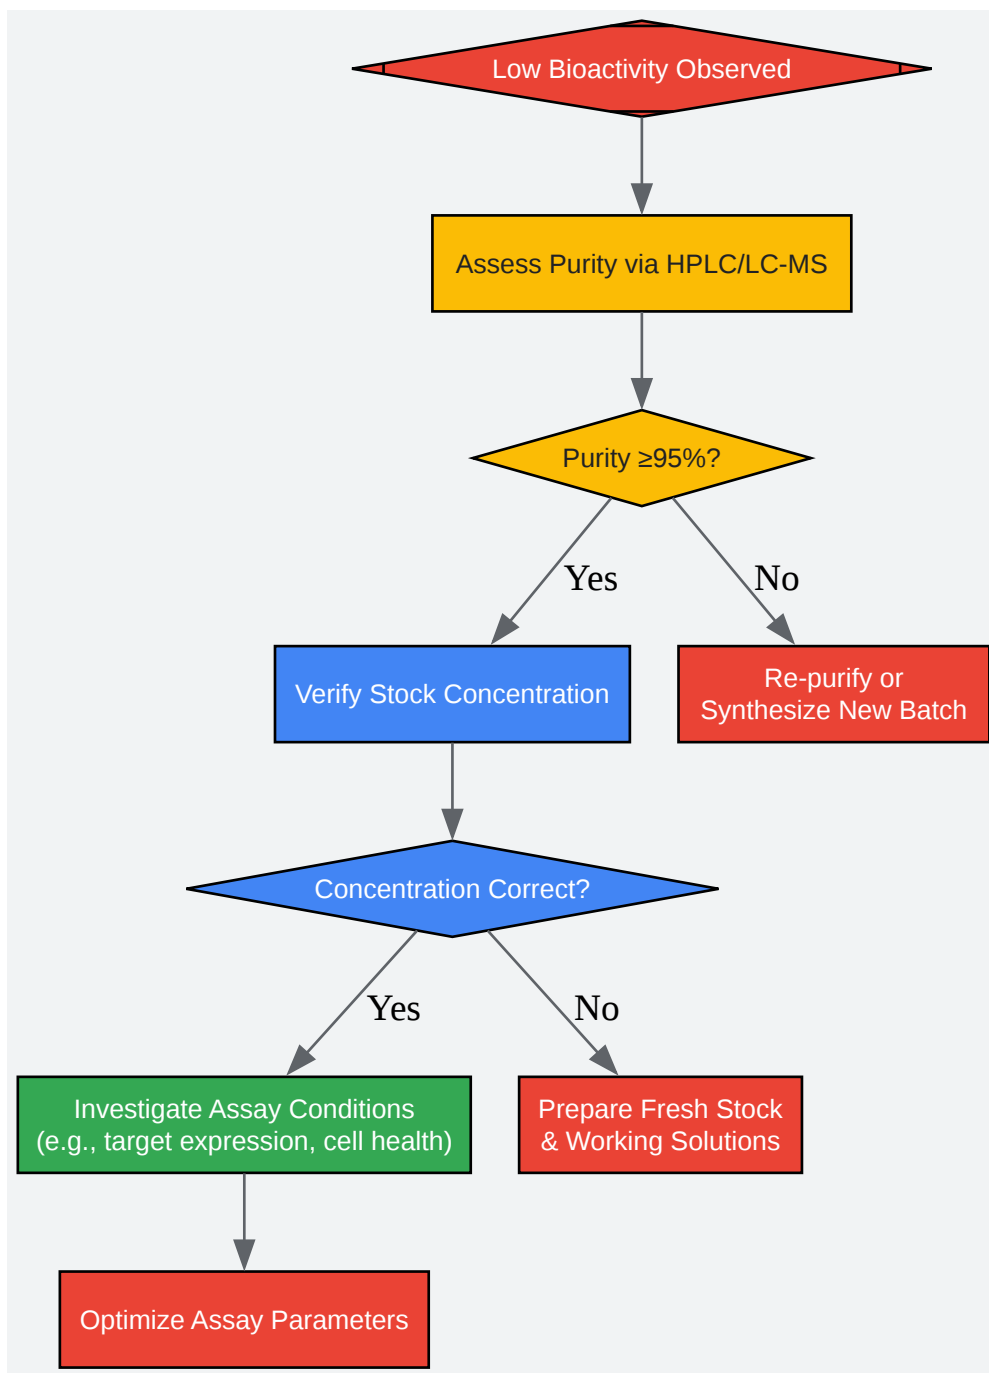 Low Bioactivity Observed
Assess Purity via HPLC/LC-MS
Purity ≥95%?
Yes
No
Verify Stock Concentration
Re-purify or
Synthesize New Batch
Concentration Correct?
Yes
No
Investigate Assay Conditions
(e.g., target expression, cell health)
Prepare Fresh Stock
& Working Solutions
Optimize Assay Parameters